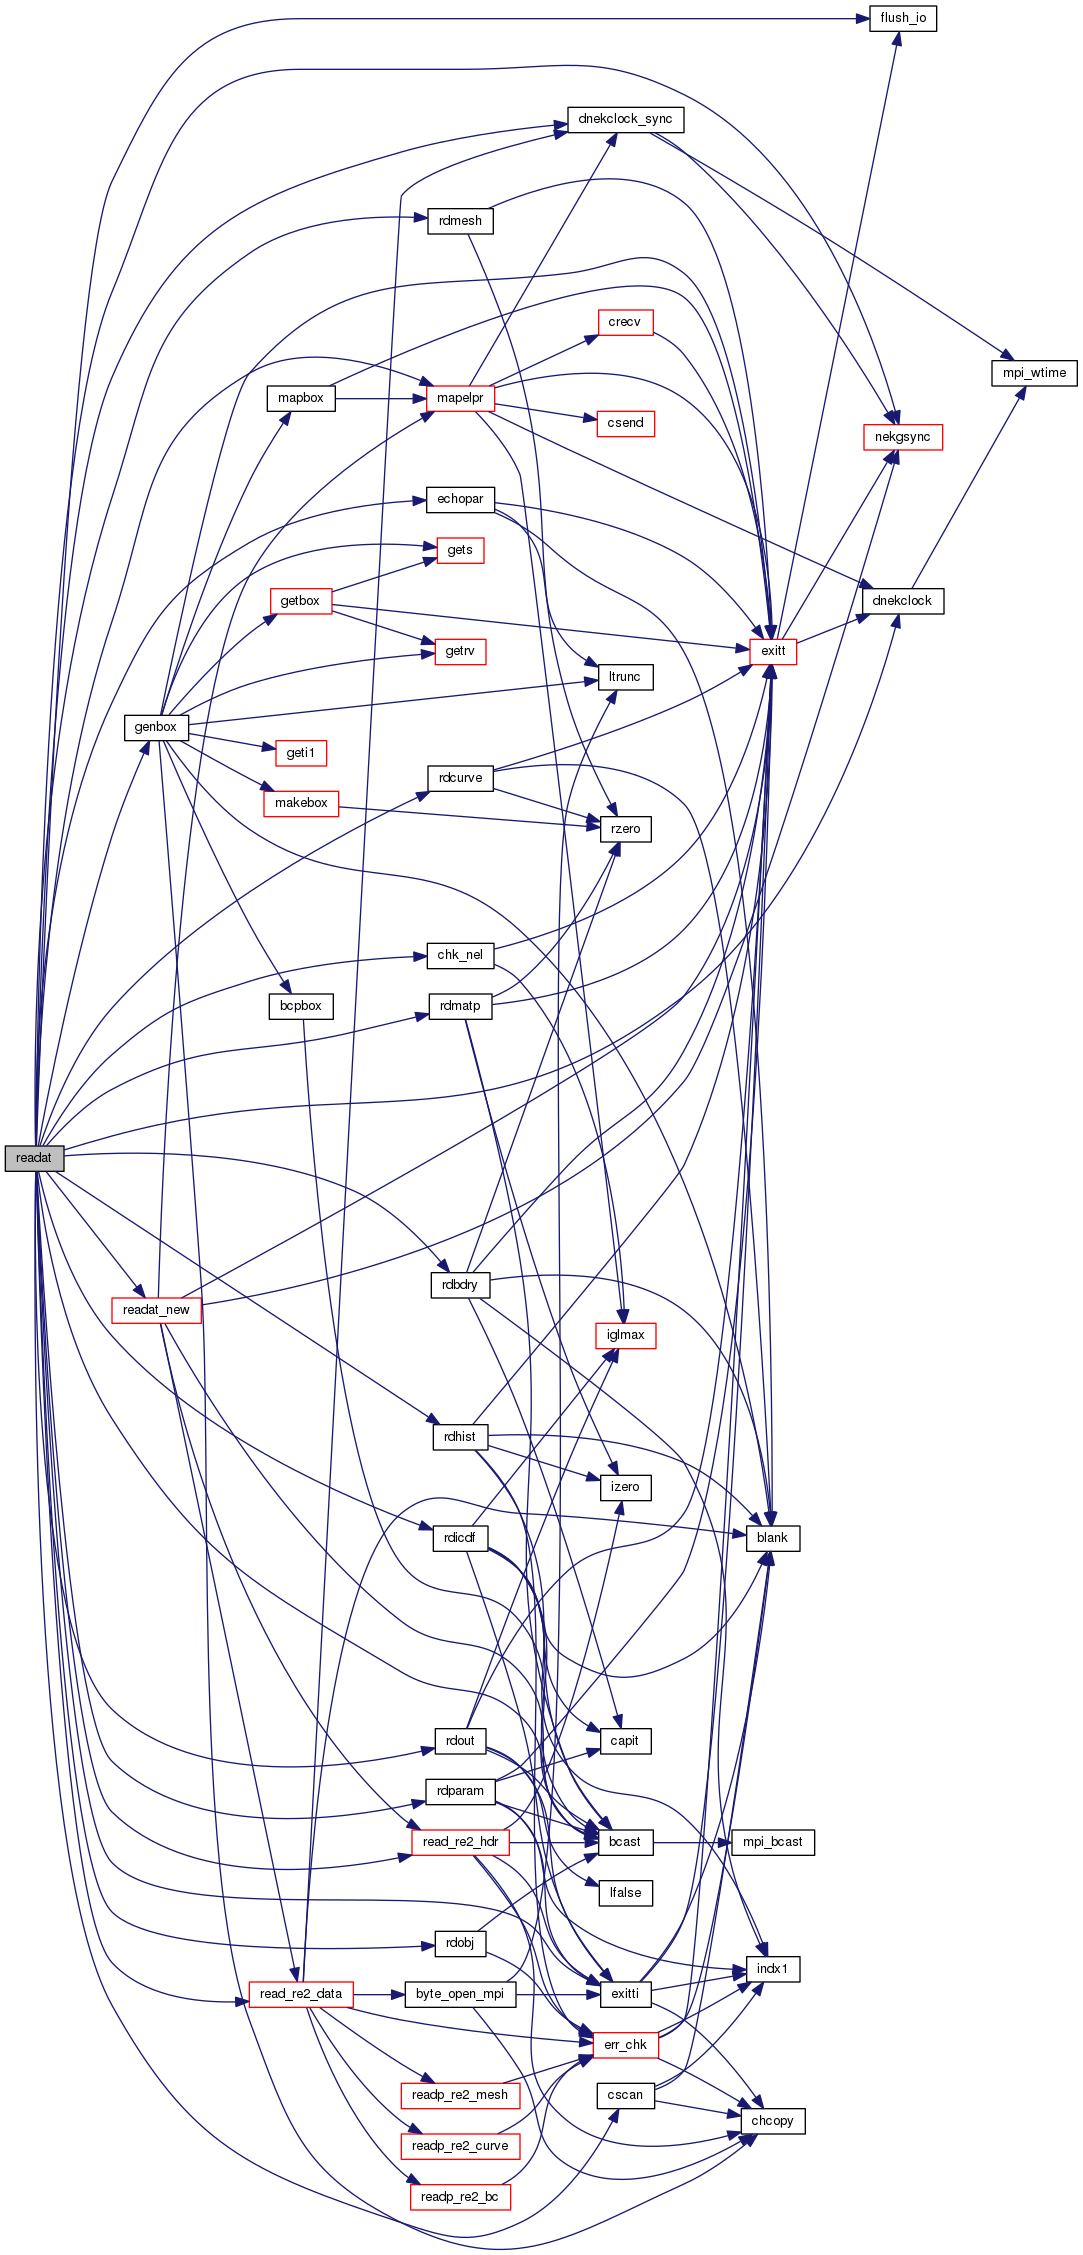 flush_io
dnekclock_sync
rdmesh
crecv
mpi_wtime
mapbox
mapelpr
csend
nekgsync
echopar
gets
getbox
dnekclock
getrv
exitt
ltrunc
genbox
geti1
rdcurve
makebox
rzero
chk_nel
bcpbox
rdmatp
readat
rdbdry
readat_new
iglmax
rdhist
izero
rdicdf
blank
rdout
capit
rdparam
read_re2_hdr
bcast
mpi_bcast
lfalse
rdobj
indx1
read_re2_data
byte_open_mpi
exitti
err_chk
readp_re2_mesh
cscan
chcopy
readp_re2_curve
readp_re2_bc